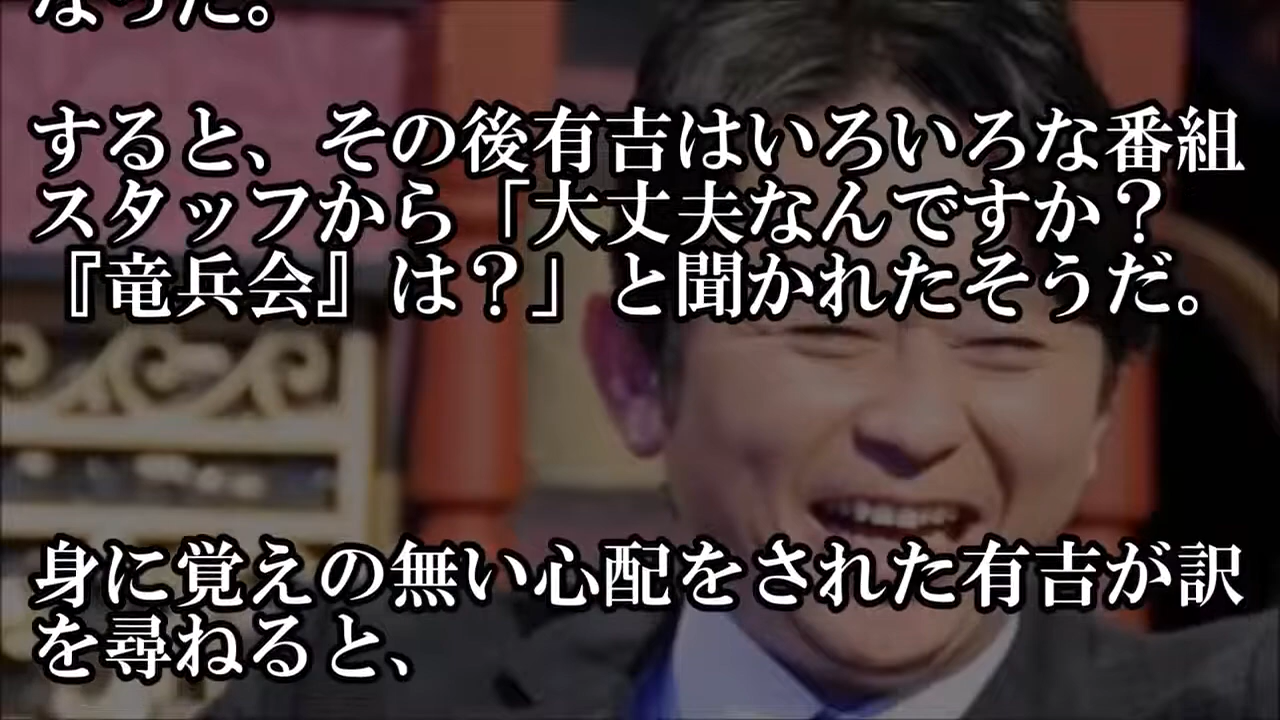 なった。
すると、その後有吉はいろいろな番組
スタッフから「大丈夫なんですか？
『竜兵会』は？」と聞かれたそうだ。
身に覚えの無い心配をされた有吉が訳
を尋ねると、